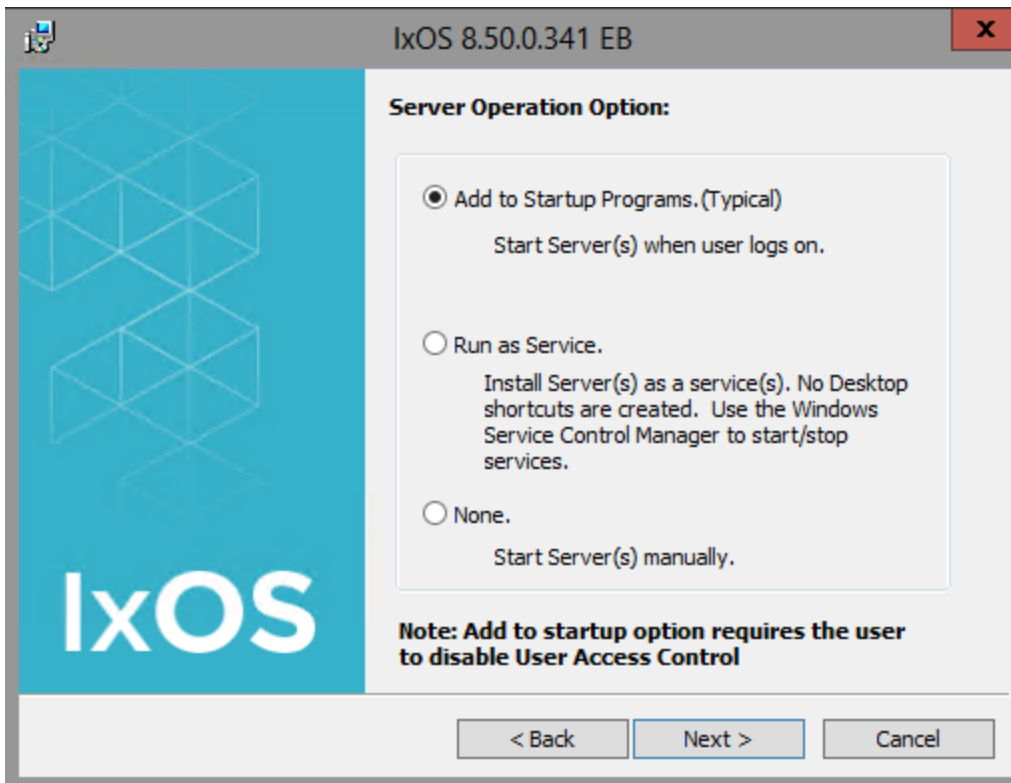 IxOS 8.50.0.341 EB
x
Server Operation Option:
Add to Startup Programs.(Typical)
Start Server(s) when user logs on.
Run as Service.
Install Server(s) as a service(s). No Desktop
shortcuts are created.  Use the Windows
Service Control Manager to start/stop
services.
None.
Start Server(s) manually.
IxOS
Note: Add to startup option requires the user
to disable User Access Control
< Back
Next >
Cancel